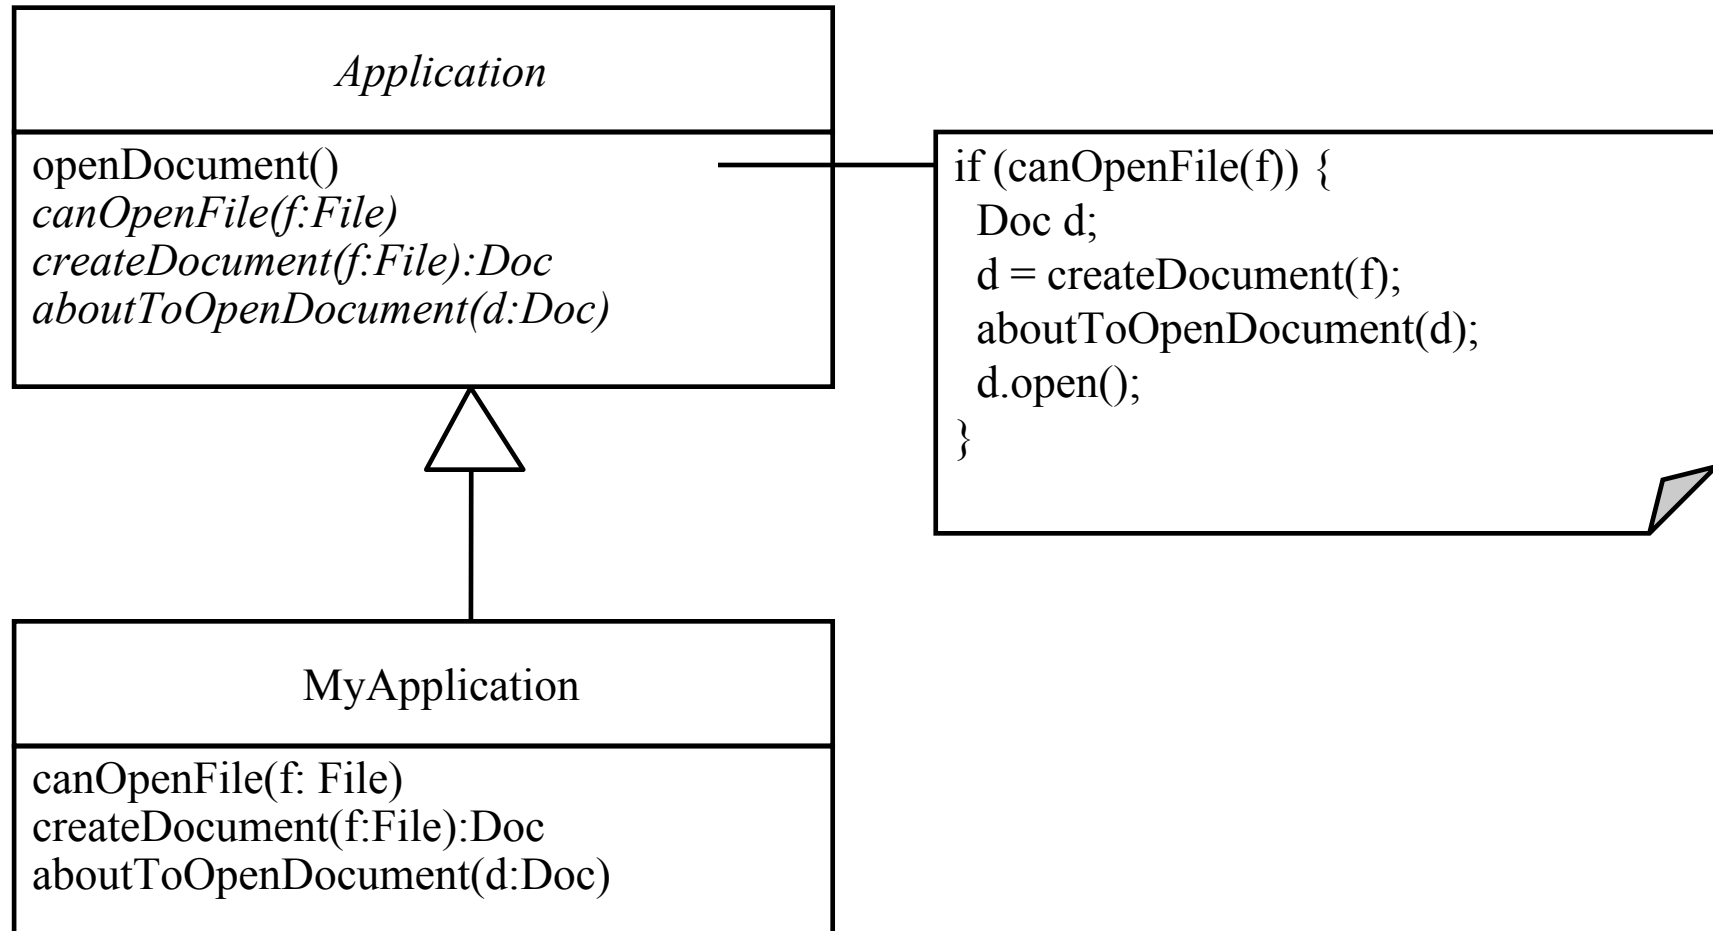 Application
openDocument()
canOpenFile(f:File)
createDocument(f:File):Doc
aboutToOpenDocument(d:Doc)
if (canOpenFile(f)) {
Doc d;
d = createDocument(f);
aboutToOpenDocument(d);
d.open();
}
MyApplication
canOpenFile(f: File)
createDocument(f:File):Doc
aboutToOpenDocument(d:Doc)